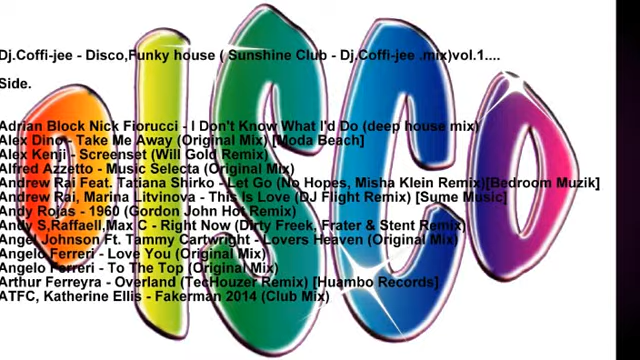 DISCO
Dj.Coffi-jee - Disco,Funky house ( Sunshine Club - Dj.Coffi-jee .mix)vol.1....
Side.
Adrian Block Nick Fiorucci - I Don't Know What I'd Do (deep house mix)
Alex Dino - Take Me Away (Original Mix) [Moda Beach]
Alex Kenji - Screenset (Will Gold Remix)
Alfred Azzetto - Music Selecta (Original Mix)
Andrew Rai Feat. Tatiana Shirko - Let Go (No Hopes, Misha Klein Remix)[Bedroom Muzik]
Andrew Rai, Marina Litvinova - This Is Love (DJ Flight Remix) [Sume Music]
Andy Rojas - 1960 (Gordon John Hot Remix)
Andy S,Raffaell,Max C - Right Now (Dirty Freek, Frater & Stent Remix)
Angel Johnson Ft. Tammy Cartwright - Lovers Heaven (Original Mix)
Angelo Ferreri - Love You (Original Mix)
Angelo Ferreri - To The Top (Original Mix)
Arthur Ferreyra - Overland (TecHouzer Remix) [Huambo Records]
ATFC, Katherine Ellis - Fakerman 2014 (Club Mix)